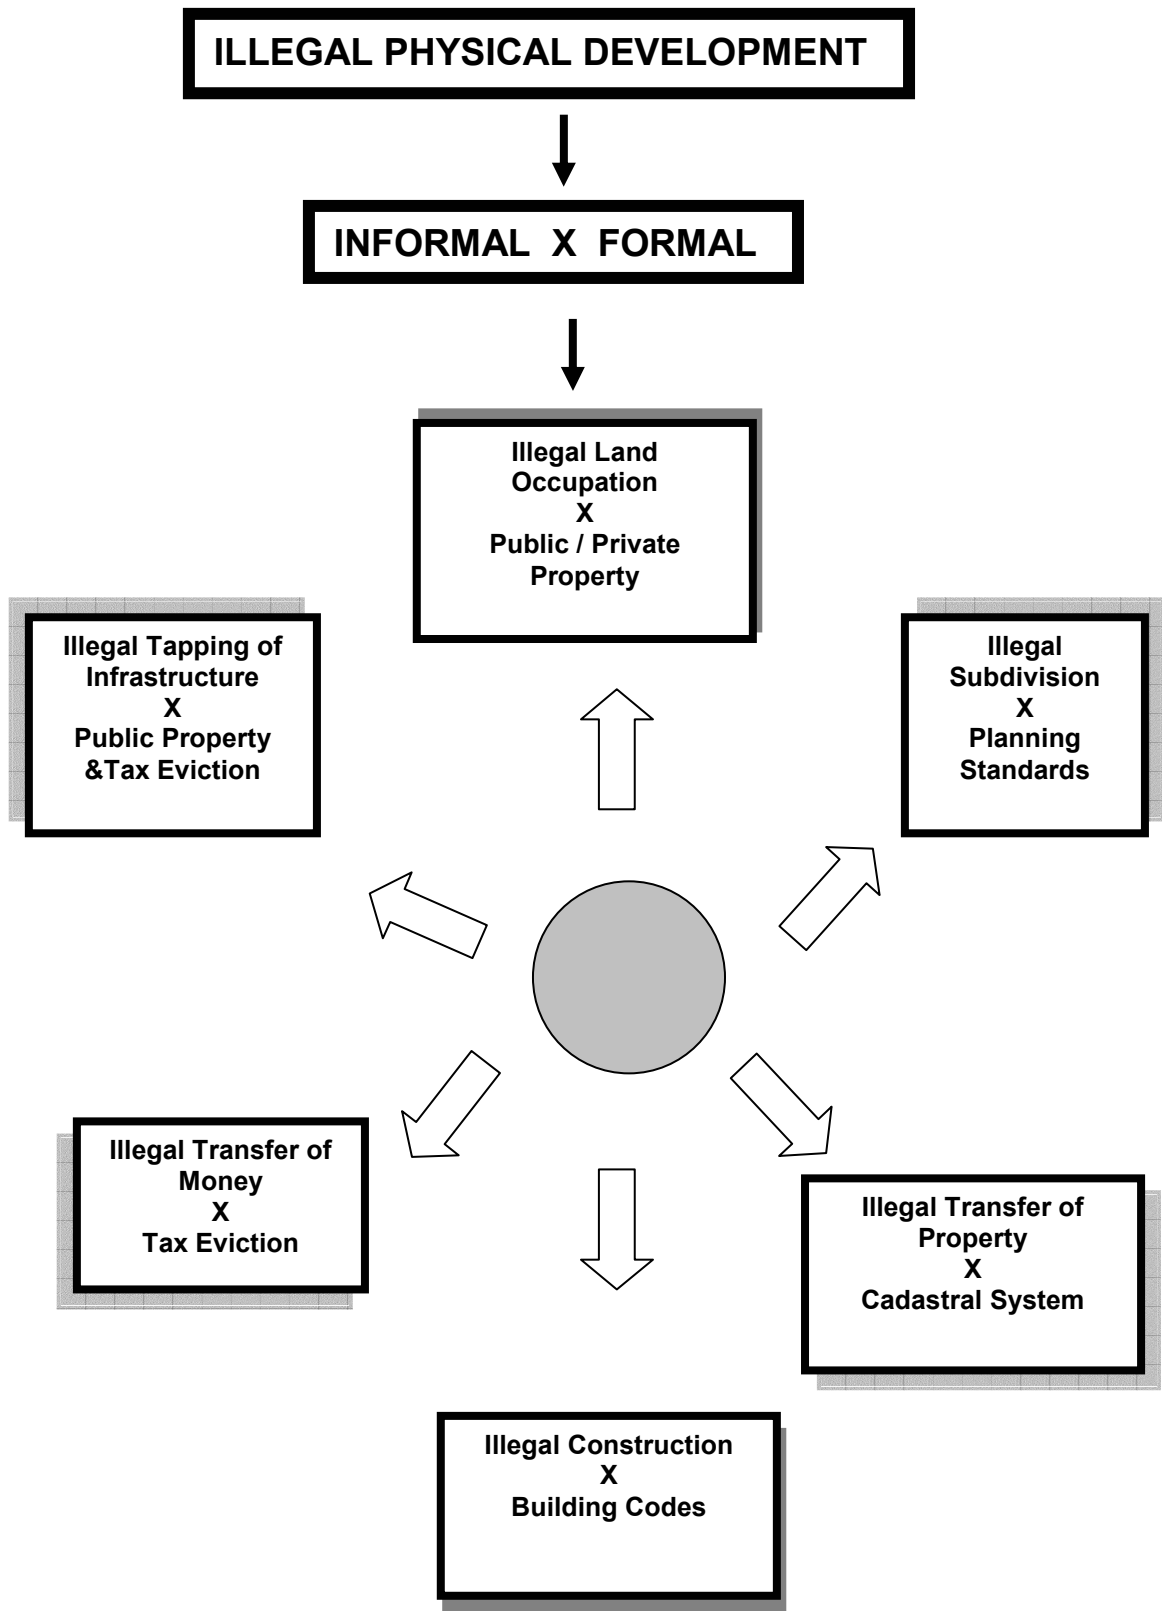 ILLEGAL PHYSICAL DEVELOPMENT
INFORMAL X FORMAL
Illegal Land
Occupation
X
Public / Private
Property
Illegal Tapping of
Infrastructure
X
Public Property
&Tax Eviction
Illegal
Subdivision
X
Planning
Standards
Illegal Transfer of
Money
X
Tax Eviction
Illegal Transfer of
Property
X
Cadastral System
Illegal Construction
X
Building Codes